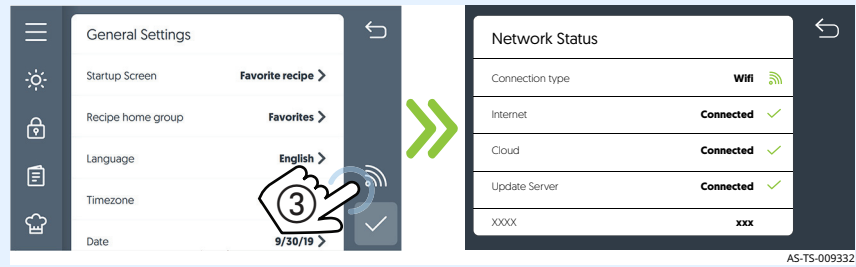 General Settings
Startup Screen Favorite recipe
Recipe home group Favorites
Language English
Timezone
3
Date 9/30/19
Network Status
Connection type Wifi
Internet Connected
Cloud Connected
Update Server Connected
XXXX xxx
AS-TS-009332